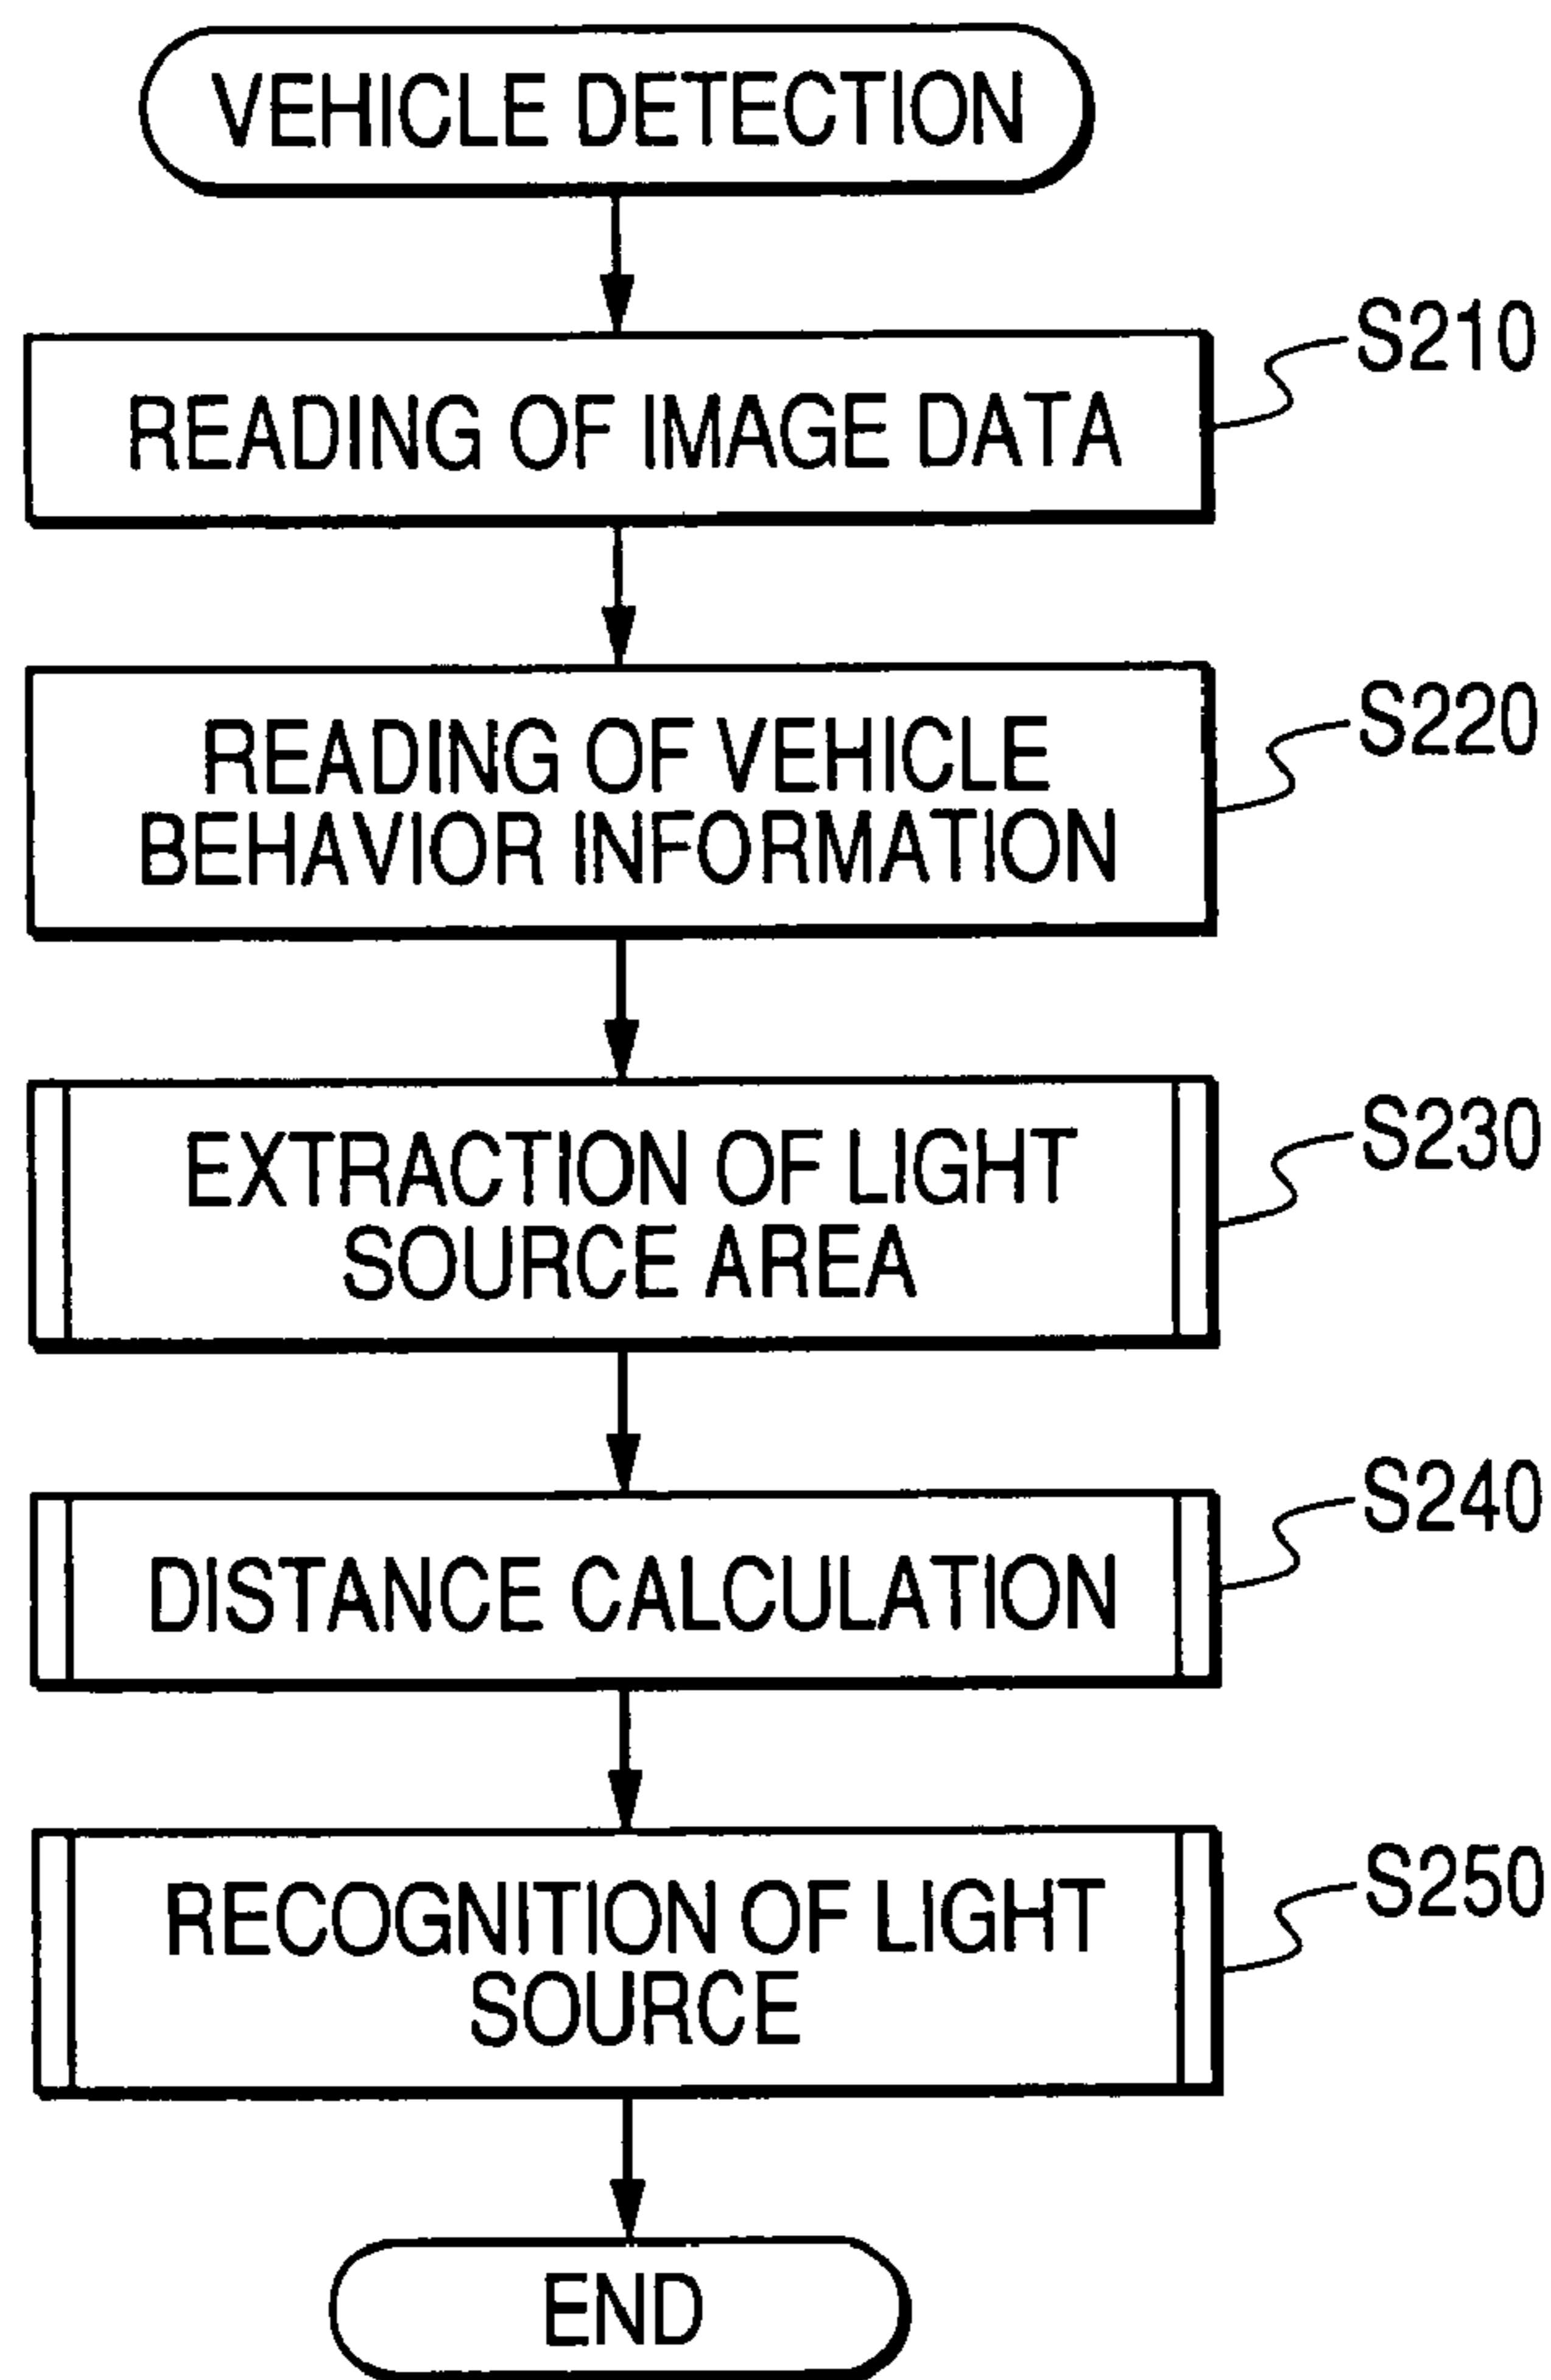 VEHICLE DETECTION
S210
READING OF IMAGE DATA
S220
READING OF VEHICLE
BEHAVIOR INFORMATION
S230
EXTRACTION OF LIGHT
SOURCE AREA
S240
DISTANCE CALCULATION
S250
RECOGNITION OF LIGHT
SOURCE
END